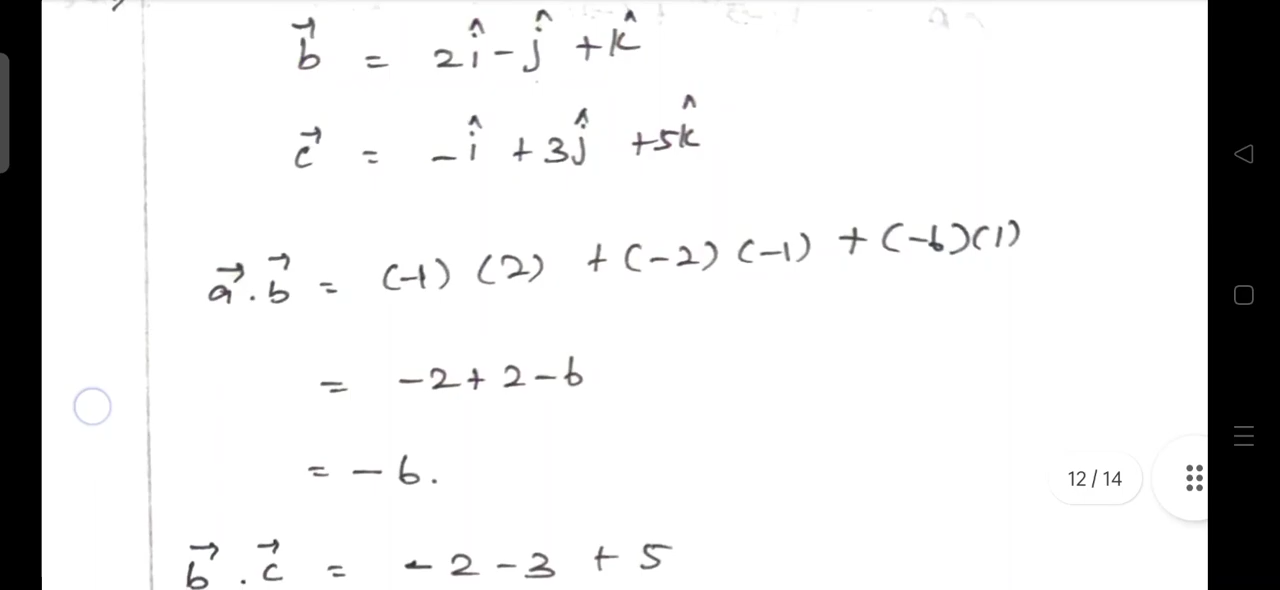 b⃗ = 2î - ĵ + k̂
c⃗ = -î + 3ĵ + 5k̂
a⃗.b⃗ = (-1) (2) + (-2) (-1) + (-6)(1)
= -2 + 2 - 6
= -6.
12 / 14
b⃗ . c⃗ = -2 - 3 + 5